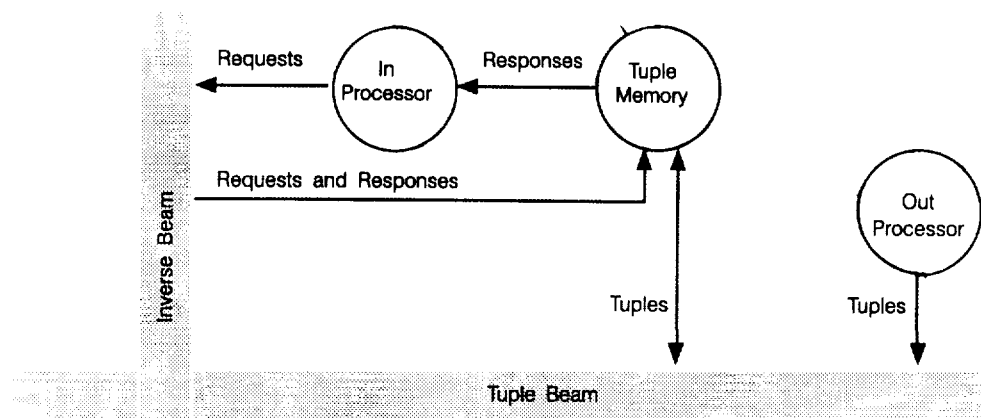 Requests
In
Processor
Responses
Tuple
Memory
Requests and Responses
Out
Processor
Inverse Beam
Tuples
Tuples
Tuple Beam